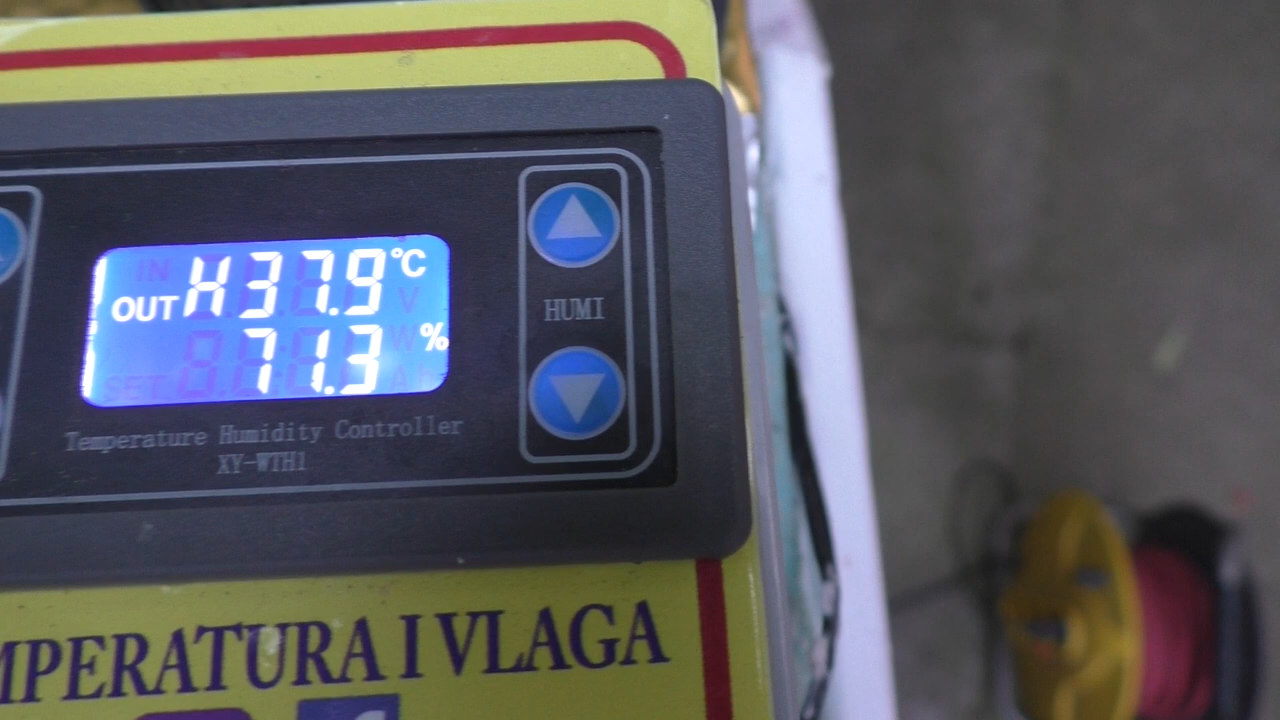 OUT H37.9 °C
71.3 %
HUMI
Temperature Humidity Controller
XY-WTH1
MPERATURA I VLAGA